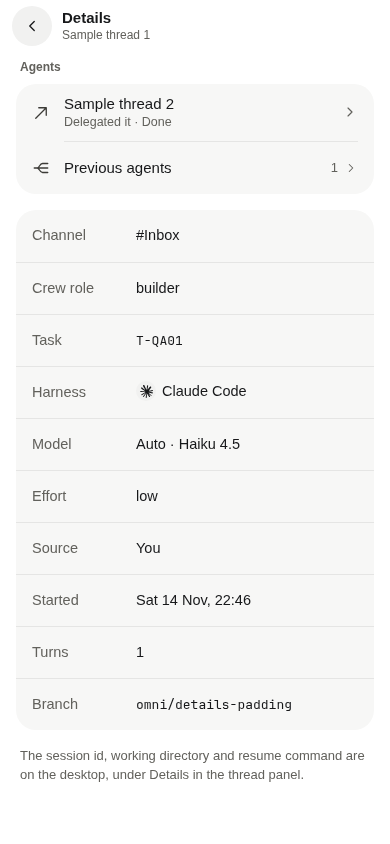 Details
Sample thread 1
Agents
Sample thread 2
Delegated it · Done
Previous agents 1
Channel #Inbox
Crew role builder
Task T-QA01
Harness Claude Code
Model Auto · Haiku 4.5
Effort low
Source You
Started Sat 14 Nov, 22:46
Turns 1
Branch omni/details-padding
The session id, working directory and resume command are
on the desktop, under Details in the thread panel.